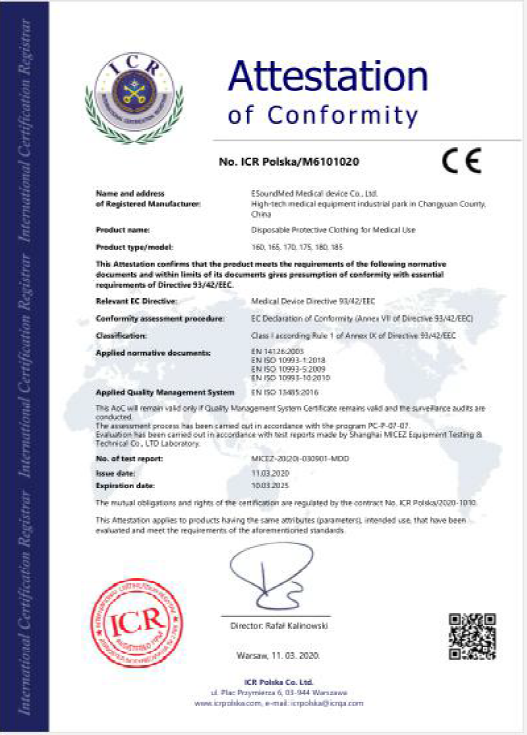 International Certification Registrar International Certification Registrar International Certification Registrar
ICR
Attestation
of Conformity
No. ICR Polska/M6101020
CE
Name and address
of Registered Manufacturer:
ESoundMed Medical device Co., Ltd.
High-tech medical equipment industrial park in Changyuan County,
China
Product name: Disposable Protective Clothing for Medical Use
Product type/model: 160, 165, 170, 175, 180, 185
This Attestation confirms that the product meets the requirements of the following normative
documents and within limits of its documents gives presumption of conformity with essential
requirements of Directive 93/42/EEC.
Relevant EC Directive: Medical Device Directive 93/42/EEC
Conformity assessment procedure: EC Declaration of Conformity (Annex VII of Directive 93/42/EEC)
Classification: Class I according Rule 1 of Annex IX of Directive 93/42/EEC
Applied normative documents: EN 14126:2003
EN ISO 10993-1:2018
EN ISO 10993-5:2009
EN ISO 10993-10:2010
Applied Quality Management System EN ISO 13485:2016
This AoC will remain valid only if Quality Management System Certificate remains valid and the surveillance audits are
conducted.
The assessment process has been carried out in accordance with the program PC-P-07-07.
Evaluation has been carried out in accordance with test reports made by Shanghai MICEZ Equipment Testing &
Technical Co., LTD Laboratory.
No. of test report: MICEZ-20(20)-030901-MDD
Issue date: 11.03.2020
Expiration date: 10.03.2025
The mutual obligations and rights of the certification are regulated by the contract No. ICR Polska/2020-1010.
This Attestation applies to products having the same attributes (parameters), intended use, that have been
evaluated and meet the requirements of the aforementioned standards.
ICR
Director: Rafał Kalinowski
Warsaw, 11. 03. 2020.
ICR Polska Co. Ltd.
ul. Plac Przymierza 6, 03-944 Warszawa
www.icrpolska.com, e-mail: icrpolska@icrqa.com